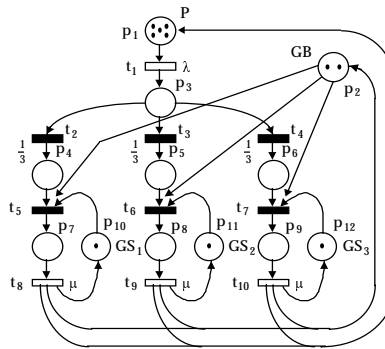 P
p1
GB
t1 λ
p3
p2
t2 t3 t4
p4 p5 p6
1/3 1/3 1/3
t5 t6 t7
p10 p11 p12
p7 p8 p9
GS1 GS2 GS3
t8 μ t9 μ t10 μ